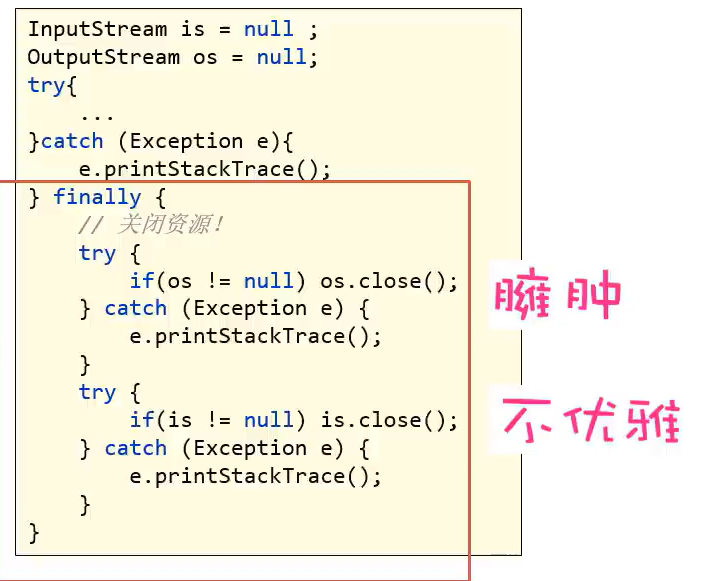 InputStream is = null ;
OutputStream os = null;
try{
    ...
}catch (Exception e){
    e.printStackTrace();
} finally {
    // 关闭资源！
    try {
        if(os != null) os.close();
    } catch (Exception e) {
        e.printStackTrace();
    }
    try {
        if(is != null) is.close();
    } catch (Exception e) {
        e.printStackTrace();
    }
}
臃肿
不优雅